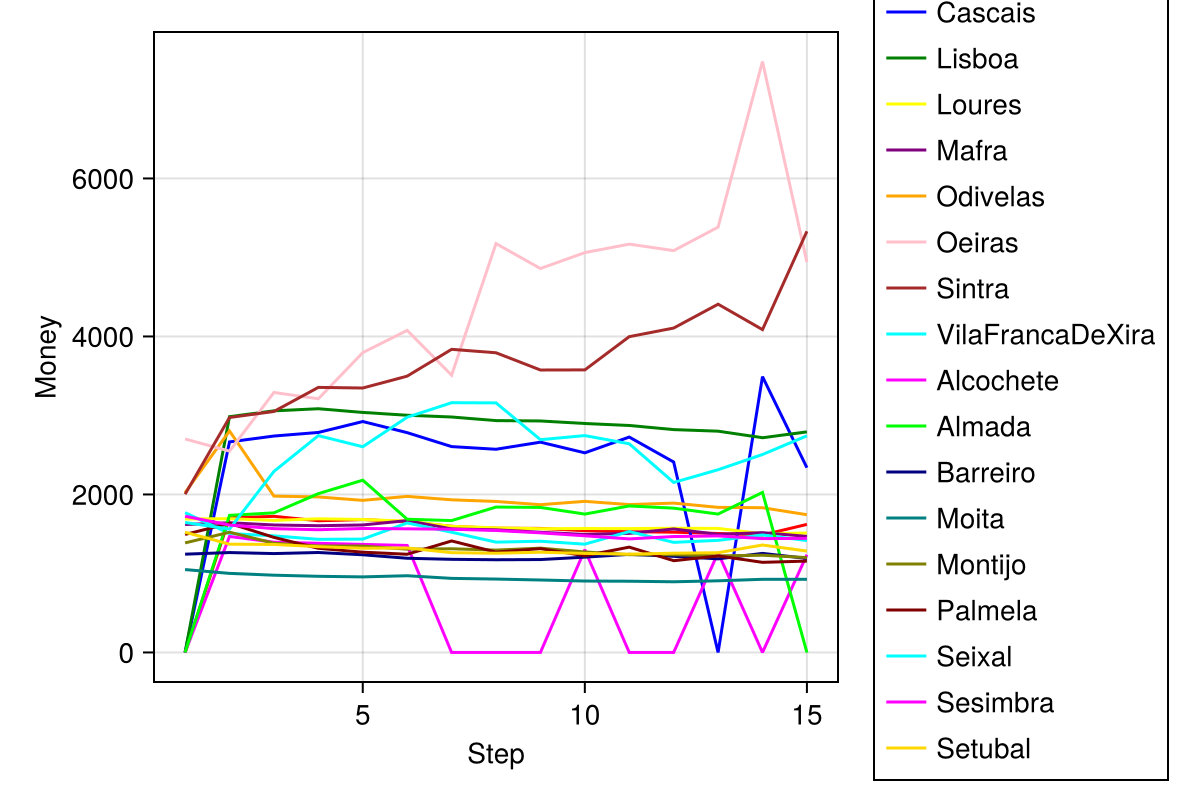 Cascais
Lisboa
Loures
Mafra
Odivelas
Oeiras
Sintra
VilaFrancaDeXira
Alcochete
Almada
Barreiro
Moita
Montijo
Palmela
Seixal
Sesimbra
Setubal
Money
6000
4000
2000
0
5
10
15
Step